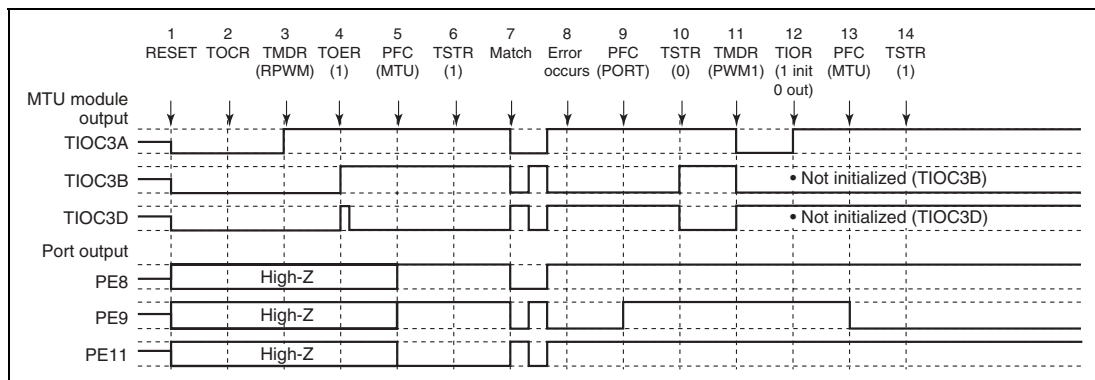 1 2 3 4 5 6 7 8 9 10 11 12 13 14
RESET TOCR TMDR TOER PFC TSTR Match Error PFC TSTR TMDR TIOR PFC TSTR
(RPWM) (1) (MTU) (1) occurs (PORT) (0) (PWM1) (1 init (MTU) (1)
0 out)
MTU module
output
TIOC3A
TIOC3B
• Not initialized (TIOC3B)
TIOC3D
• Not initialized (TIOC3D)
Port output
PE8
High-Z
PE9
High-Z
PE11
High-Z